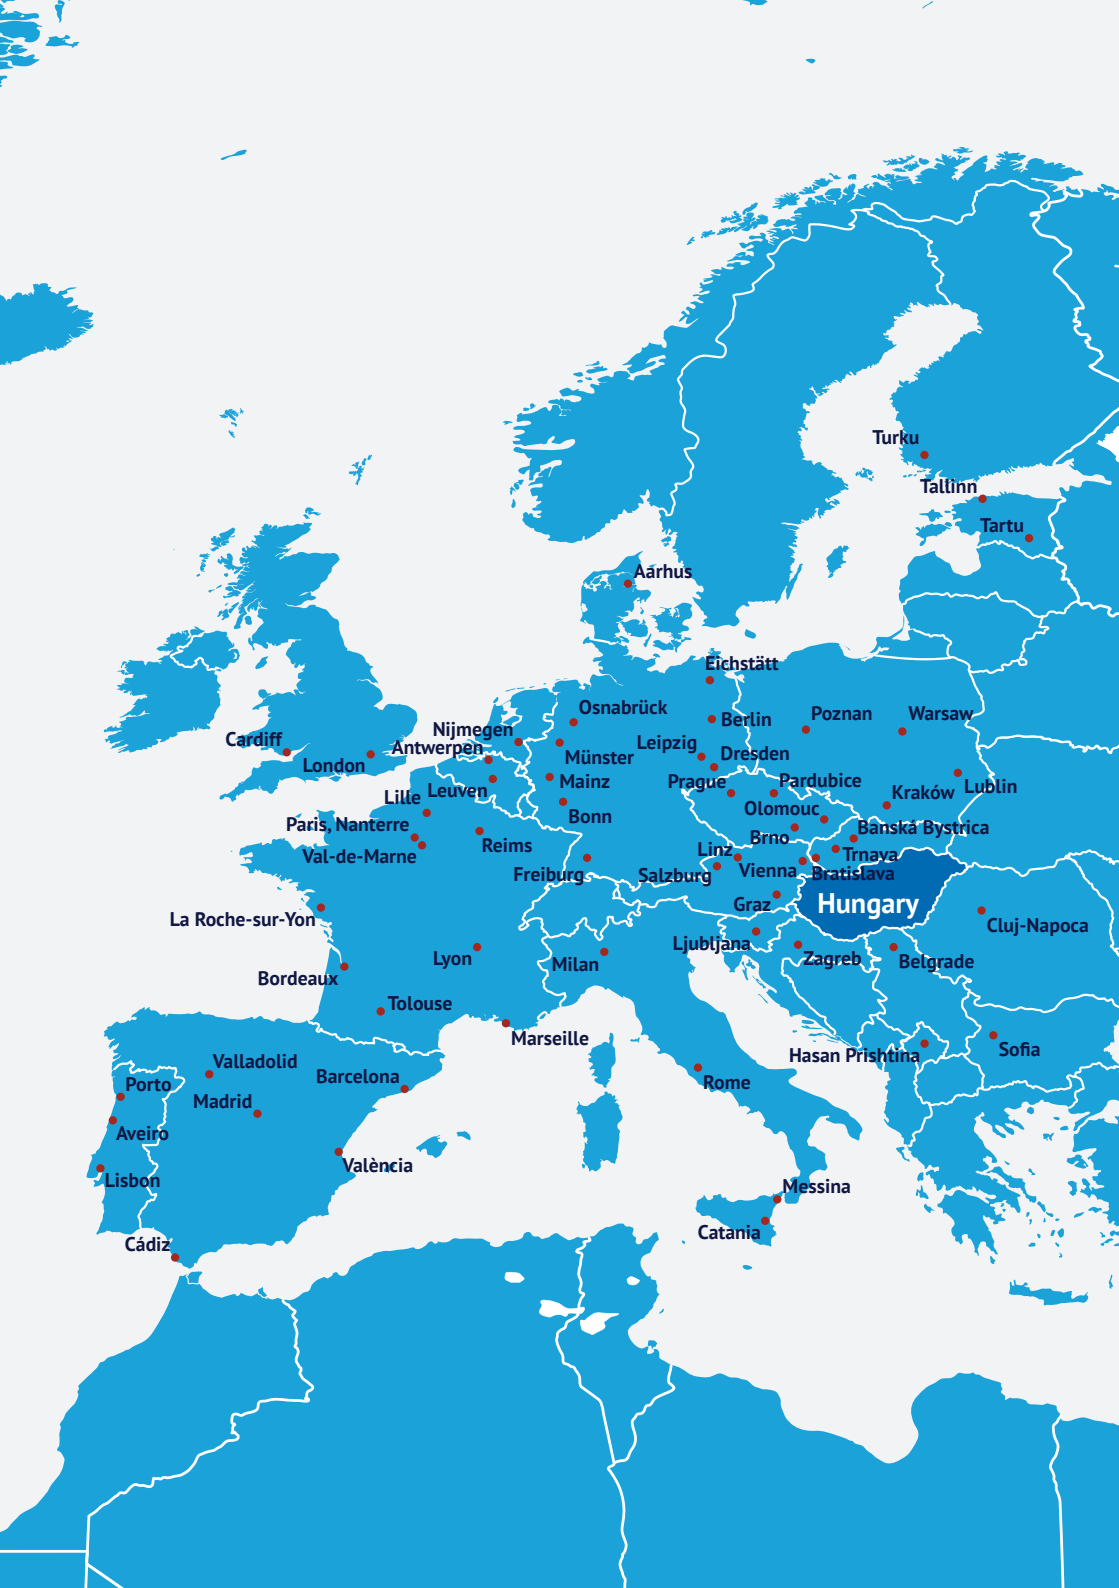 Turku
Tallinn
Tartu
Aarhus
Eichstätt
Osnabrück
Berlin
Poznan
Warsaw
Nijmegen
Cardiff
Antwerpen
London
Münster
Leipzig
Dresden
Mainz
Prague
Pardubice
Lublin
Leuven
Lille
Kraków
Bonn
Olomouc
Paris, Nanterre
Banská Bystrica
Brno
Reims
Linz
Val-de-Marne
Trnava
Freiburg
Salzburg
Vienna
Bratislava
Graz
Hungary
La Roche-sur-Yon
Cluj-Napoca
Ljubljana
Lyon
Milan
Zagreb
Belgrade
Bordeaux
Tolouse
Marseille
Hasan Prishtina
Sofia
Valladolid
Barcelona
Rome
Porto
Madrid
Aveiro
València
Lisbon
Messina
Catania
Cádiz